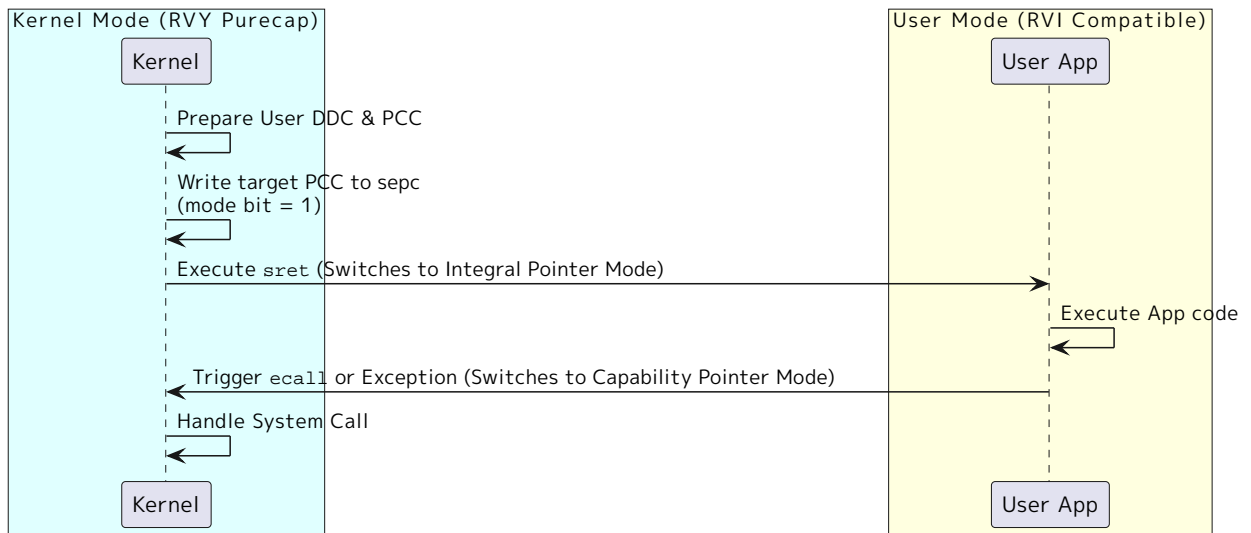 Kernel Mode (RVY Purecap)
User Mode (RVI Compatible)
Kernel
User App
Prepare User DDC & PCC
Write target PCC to sepc
(mode bit = 1)
Execute sret (Switches to Integral Pointer Mode)
Execute App code
Trigger ecall or Exception (Switches to Capability Pointer Mode)
Handle System Call
Kernel
User App